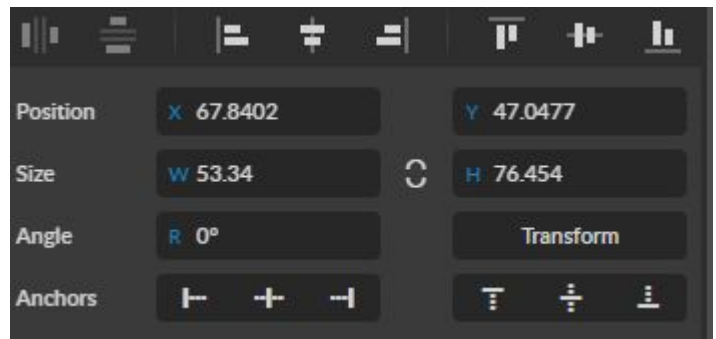 Position X 67.8402 Y 47.0477
Size W 53.34 H 76.454
Angle R 0° Transform
Anchors